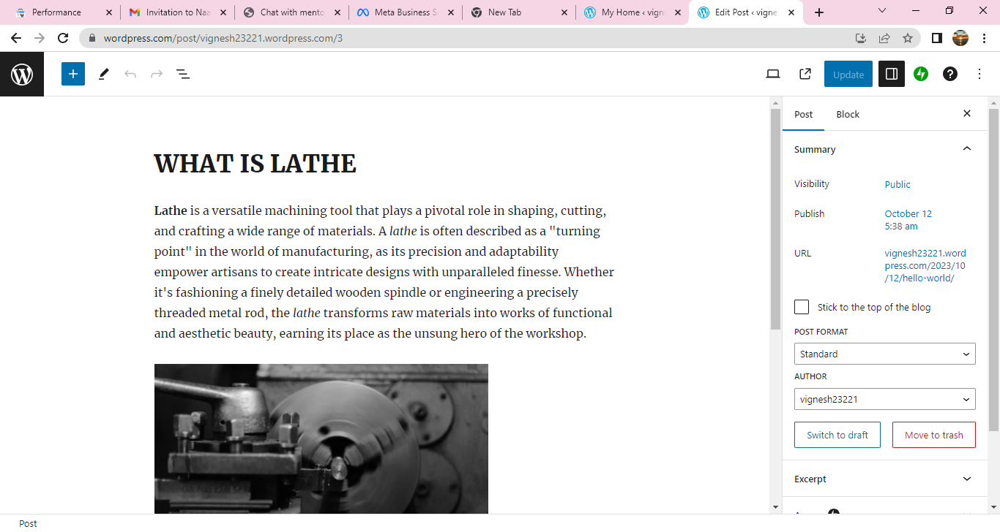 Performance
Invitation to Naa
Chat with mento
Meta Business S
New Tab
My Home ‹ vign
Edit Post ‹ vigne
wordpress.com/post/vignesh23221.wordpress.com/3
Update
Post
Block
WHAT IS LATHE
Lathe is a versatile machining tool that plays a pivotal role in shaping, cutting,
and crafting a wide range of materials. A lathe is often described as a "turning
point" in the world of manufacturing, as its precision and adaptability
empower artisans to create intricate designs with unparalleled finesse. Whether
it's fashioning a finely detailed wooden spindle or engineering a precisely
threaded metal rod, the lathe transforms raw materials into works of functional
and aesthetic beauty, earning its place as the unsung hero of the workshop.
Summary
Visibility
Public
Publish
October 12
5:38 am
URL
vignesh23221.word
press.com/2023/10
/12/hello-world/
Stick to the top of the blog
POST FORMAT
Standard
AUTHOR
vignesh23221
Switch to draft
Move to trash
Excerpt
Post